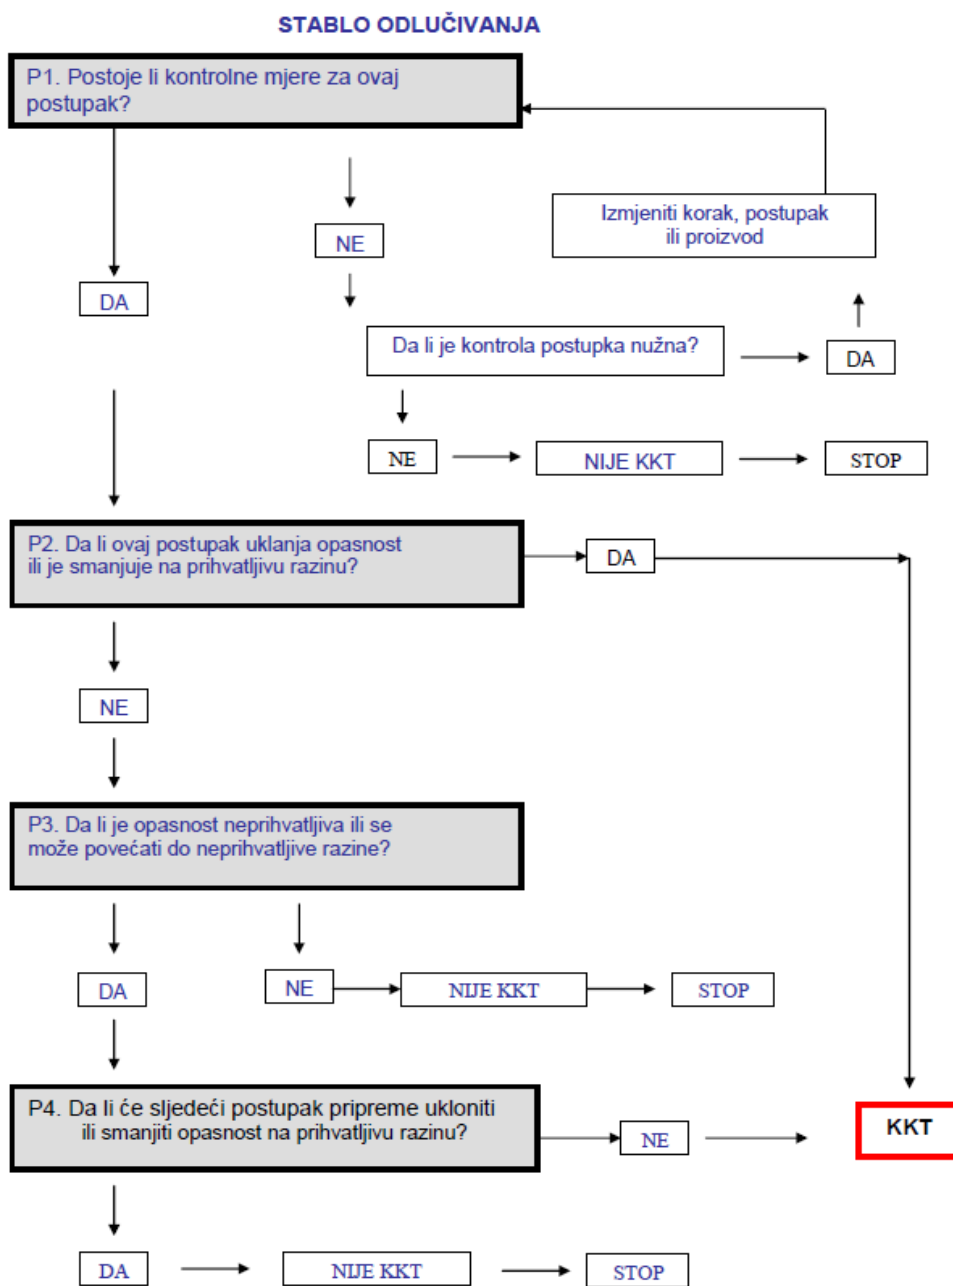 STABLO ODLUČIVANJA
P1. Postoje li kontrolne mjere za ovaj
postupak?
Izmjeniti korak, postupak
ili proizvod
NE
DA
Da li je kontrola postupka nužna?
DA
NE
NIJE KKT
STOP
P2. Da li ovaj postupak uklanja opasnost
ili je smanjuje na prihvatljivu razinu?
DA
NE
P3. Da li je opasnost neprihvatljiva ili se
može povećati do neprihvatljive razine?
DA
NE
NIJE KKT
STOP
P4. Da li će sljedeći postupak pripreme ukloniti
ili smanjiti opasnost na prihvatljivu razinu?
NE
KKT
DA
NIJE KKT
STOP